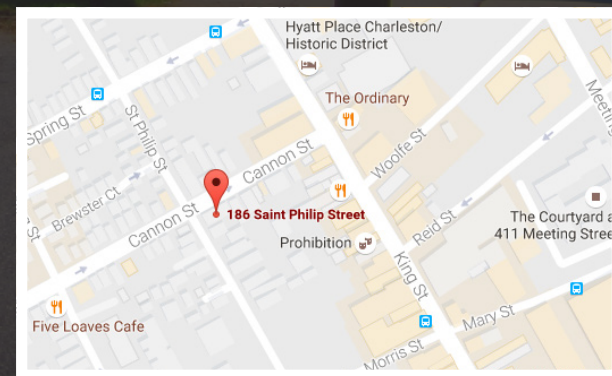 Hyatt Place Charleston/
Historic District
The Ordinary
Spring St
St Philip St
Cannon St
Woolfe St
Meeting
Brewster Ct
Cannon St
186 Saint Philip Street
Prohibition
Reid St
The Courtyard a
411 Meeting Stree
King St
Five Loaves Cafe
Mary St
Morris St